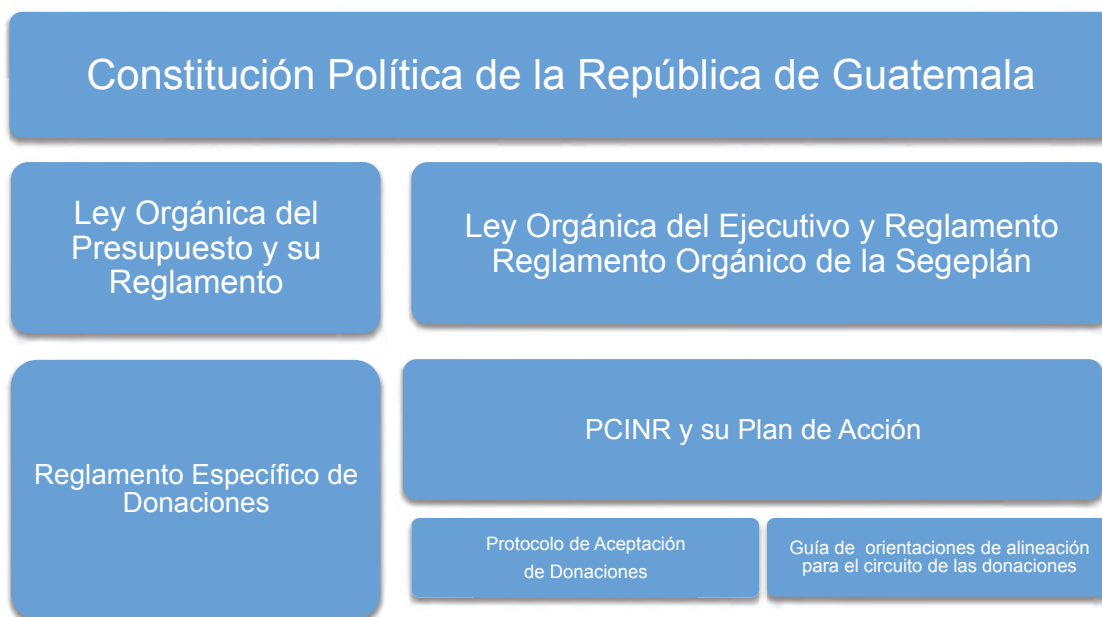 Constitución Política de la República de Guatemala
Ley Orgánica del
Presupuesto y su
Reglamento
Ley Orgánica del Ejecutivo y Reglamento
Reglamento Orgánico de la Segeplán
Reglamento Específico de
Donaciones
PCINR y su Plan de Acción
Protocolo de Aceptación
de Donaciones
Guía de orientaciones de alineación
para el circuito de las donaciones